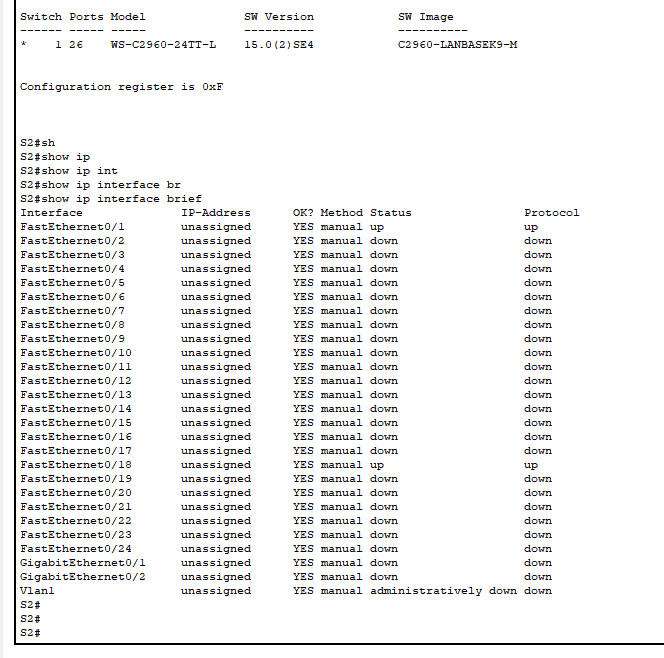 Switch Ports Model              SW Version            SW Image
------ ----- -----              ----------            ----------
*    1 26    WS-C2960-24TT-L    15.0(2)SE4            C2960-LANBASEK9-M
Configuration register is 0xF
S2#sh
S2#show ip
S2#show ip int
S2#show ip interface br
S2#show ip interface brief
Interface              IP-Address      OK? Method Status                Protocol
FastEthernet0/1        unassigned      YES manual up                    up
FastEthernet0/2        unassigned      YES manual down                  down
FastEthernet0/3        unassigned      YES manual down                  down
FastEthernet0/4        unassigned      YES manual down                  down
FastEthernet0/5        unassigned      YES manual down                  down
FastEthernet0/6        unassigned      YES manual down                  down
FastEthernet0/7        unassigned      YES manual down                  down
FastEthernet0/8        unassigned      YES manual down                  down
FastEthernet0/9        unassigned      YES manual down                  down
FastEthernet0/10       unassigned      YES manual down                  down
FastEthernet0/11       unassigned      YES manual down                  down
FastEthernet0/12       unassigned      YES manual down                  down
FastEthernet0/13       unassigned      YES manual down                  down
FastEthernet0/14       unassigned      YES manual down                  down
FastEthernet0/15       unassigned      YES manual down                  down
FastEthernet0/16       unassigned      YES manual down                  down
FastEthernet0/17       unassigned      YES manual down                  down
FastEthernet0/18       unassigned      YES manual up                    up
FastEthernet0/19       unassigned      YES manual down                  down
FastEthernet0/20       unassigned      YES manual down                  down
FastEthernet0/21       unassigned      YES manual down                  down
FastEthernet0/22       unassigned      YES manual down                  down
FastEthernet0/23       unassigned      YES manual down                  down
FastEthernet0/24       unassigned      YES manual down                  down
GigabitEthernet0/1     unassigned      YES manual down                  down
GigabitEthernet0/2     unassigned      YES manual down                  down
Vlan1                  unassigned      YES manual administratively down down
S2#
S2#
S2#